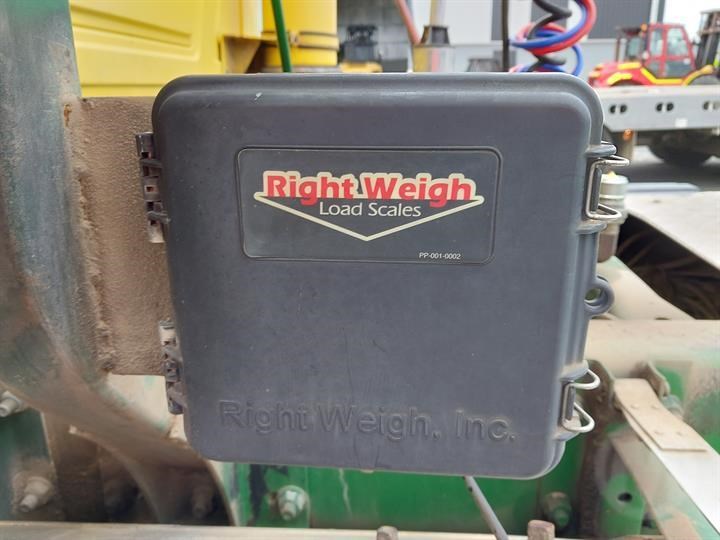 Right Weigh
Load Scales
PP-001-0002
Right Weigh, Inc.